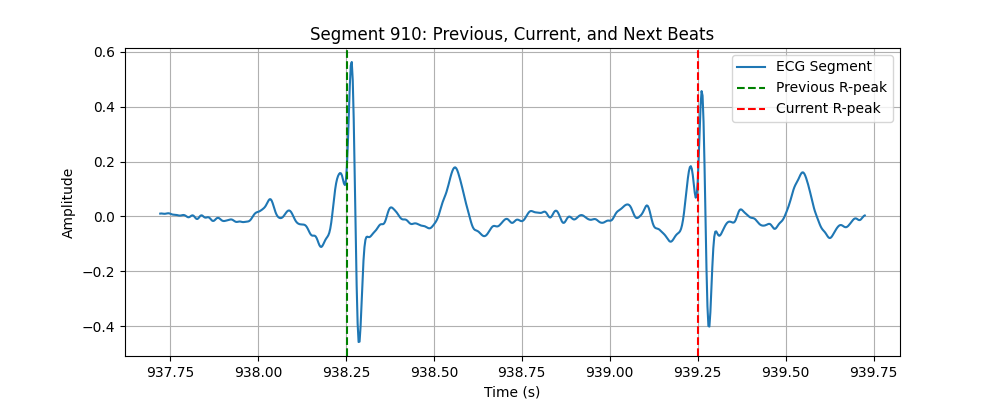 Segment 910: Previous, Current, and Next Beats
ECG Segment
Previous R-peak
Current R-peak
Amplitude
0.6
0.4
0.2
0.0
−0.2
−0.4
937.75 938.00 938.25 938.50 938.75 939.00 939.25 939.50 939.75
Time (s)